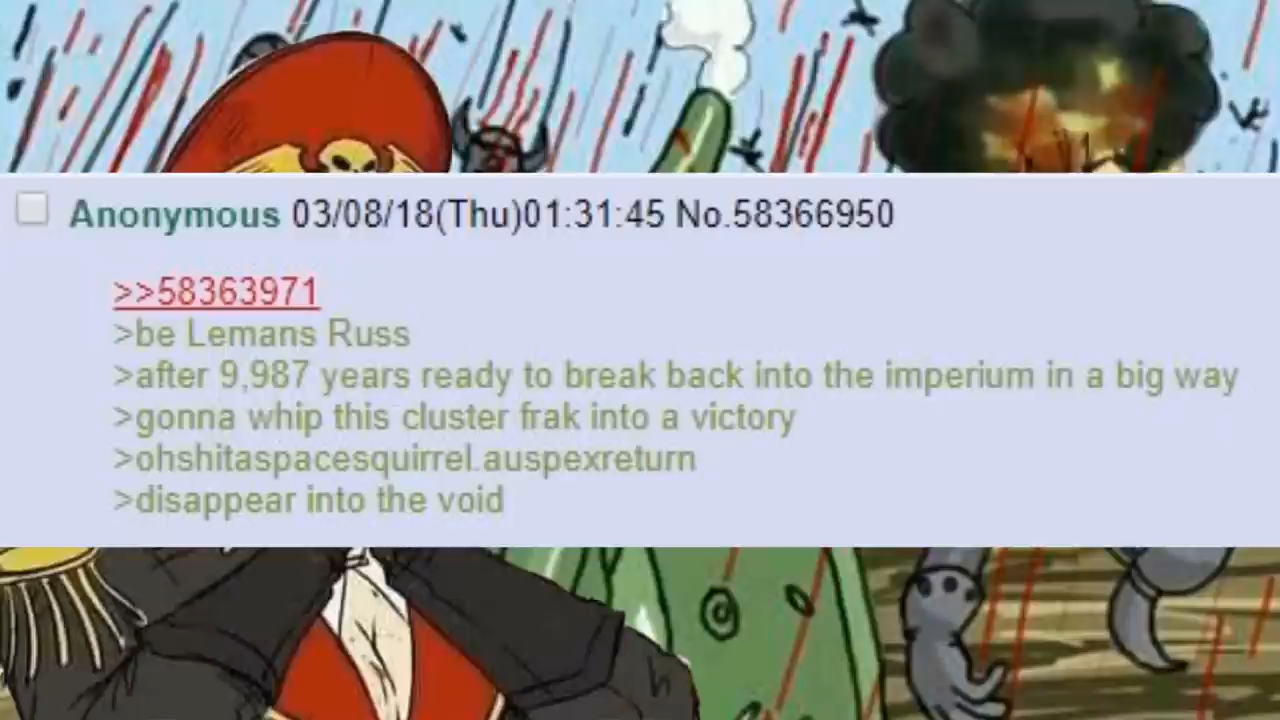 Anonymous 03/08/18(Thu)01:31:45 No.58366950
>>58363971
>be Lemans Russ
>after 9,987 years ready to break back into the imperium in a big way
>gonna whip this cluster frak into a victory
>ohshitaspacesquirrel.auspexreturn
>disappear into the void